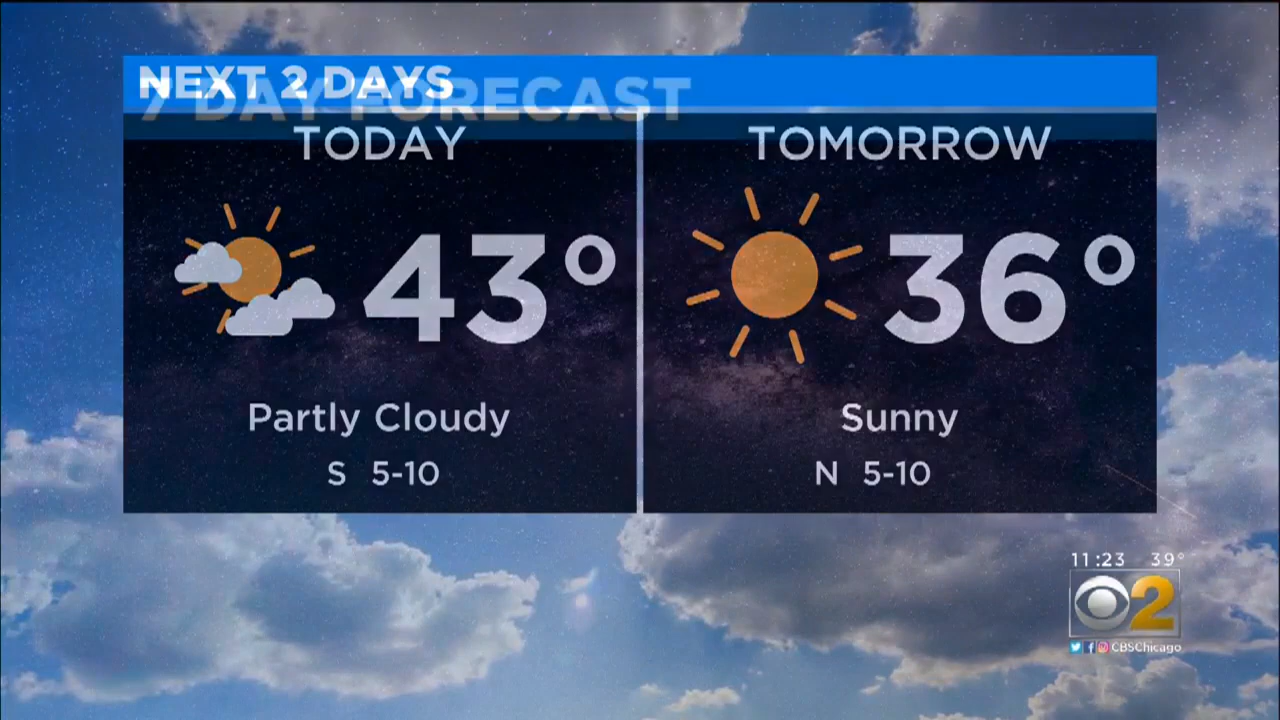 NEXT 2 DAYS
7 DAY FORECAST
TODAY
43°
Partly Cloudy
S 5-10
TOMORROW
36°
Sunny
N 5-10
11:23 39°
2
CBSChicago